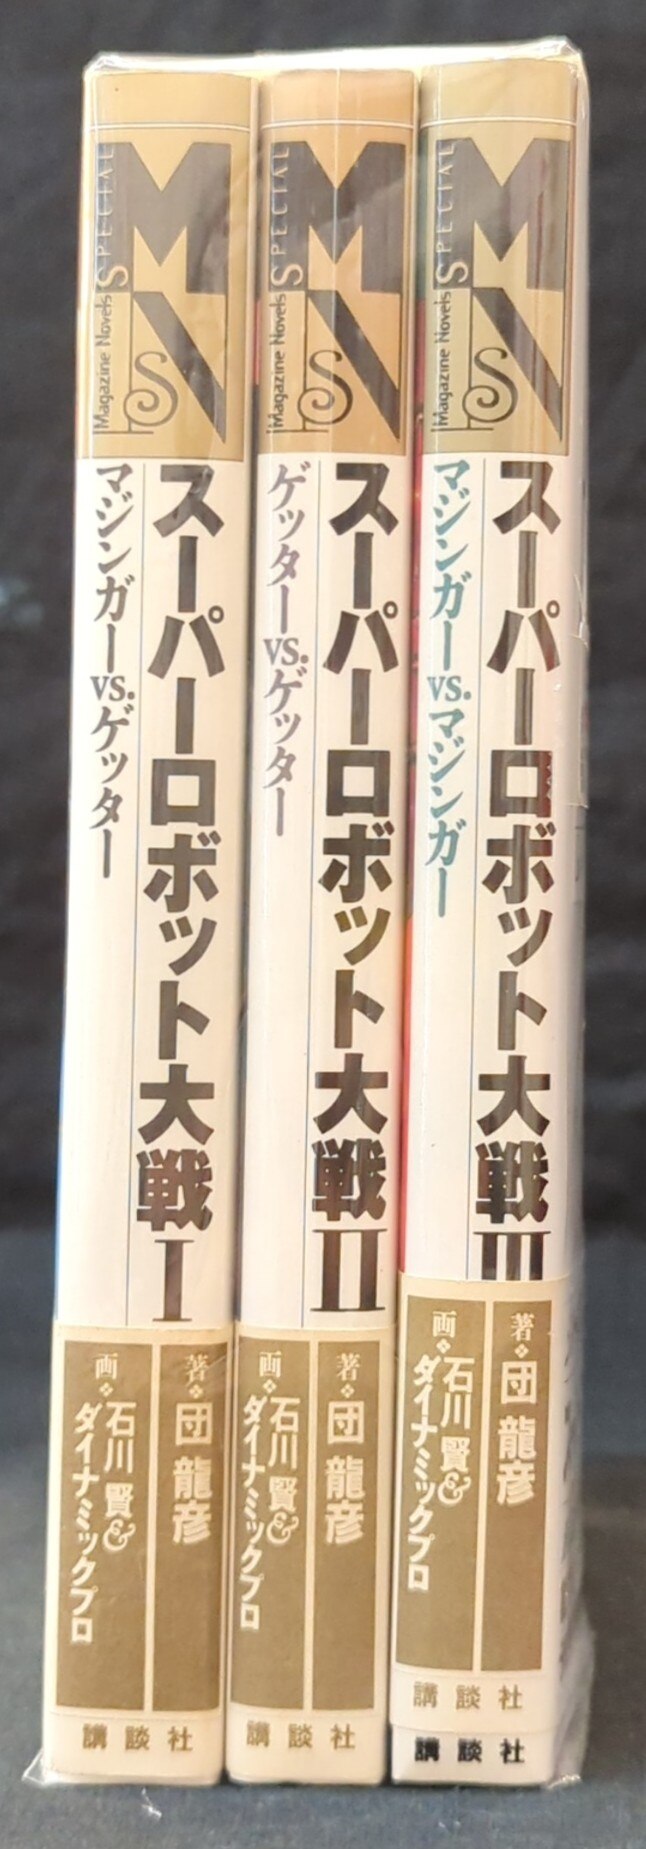 MNS
Magazine Novels SPECIAL
スーパーロボット大戦I
マジンガーvs.ゲッター
著 団 龍彦
画 石川 賢&
ダイナミックプロ
講談社
MNS
Magazine Novels SPECIAL
スーパーロボット大戦II
ゲッターvs.ゲッター
著 団 龍彦
画 石川 賢&
ダイナミックプロ
講談社
MNS
Magazine Novels SPECIAL
スーパーロボット大戦III
マジンガーvs.マジンガー
著 団 龍彦
画 石川 賢&
ダイナミックプロ
講談社
講談社